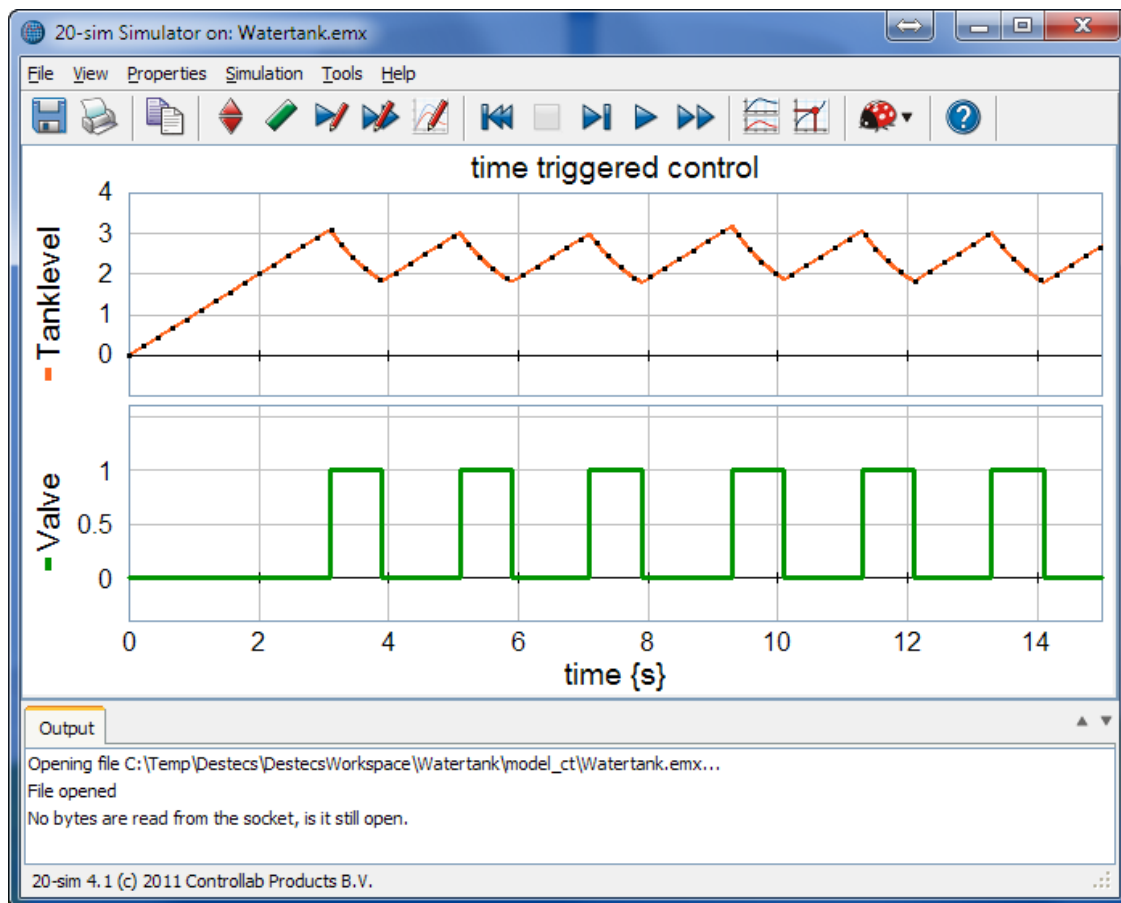 20-sim Simulator on: Watertank.emx
File View Properties Simulation Tools Help
time triggered control
4
3
2
1
0
Tanklevel
1
0.5
0
Valve
0 2 4 6 8 10 12 14
time {s}
Output
Opening file C:\Temp\Destecs\DestecsWorkspace\Watertank\model_ct\Watertank.emx...
File opened
No bytes are read from the socket, is it still open.
20-sim 4.1 (c) 2011 Controllab Products B.V.